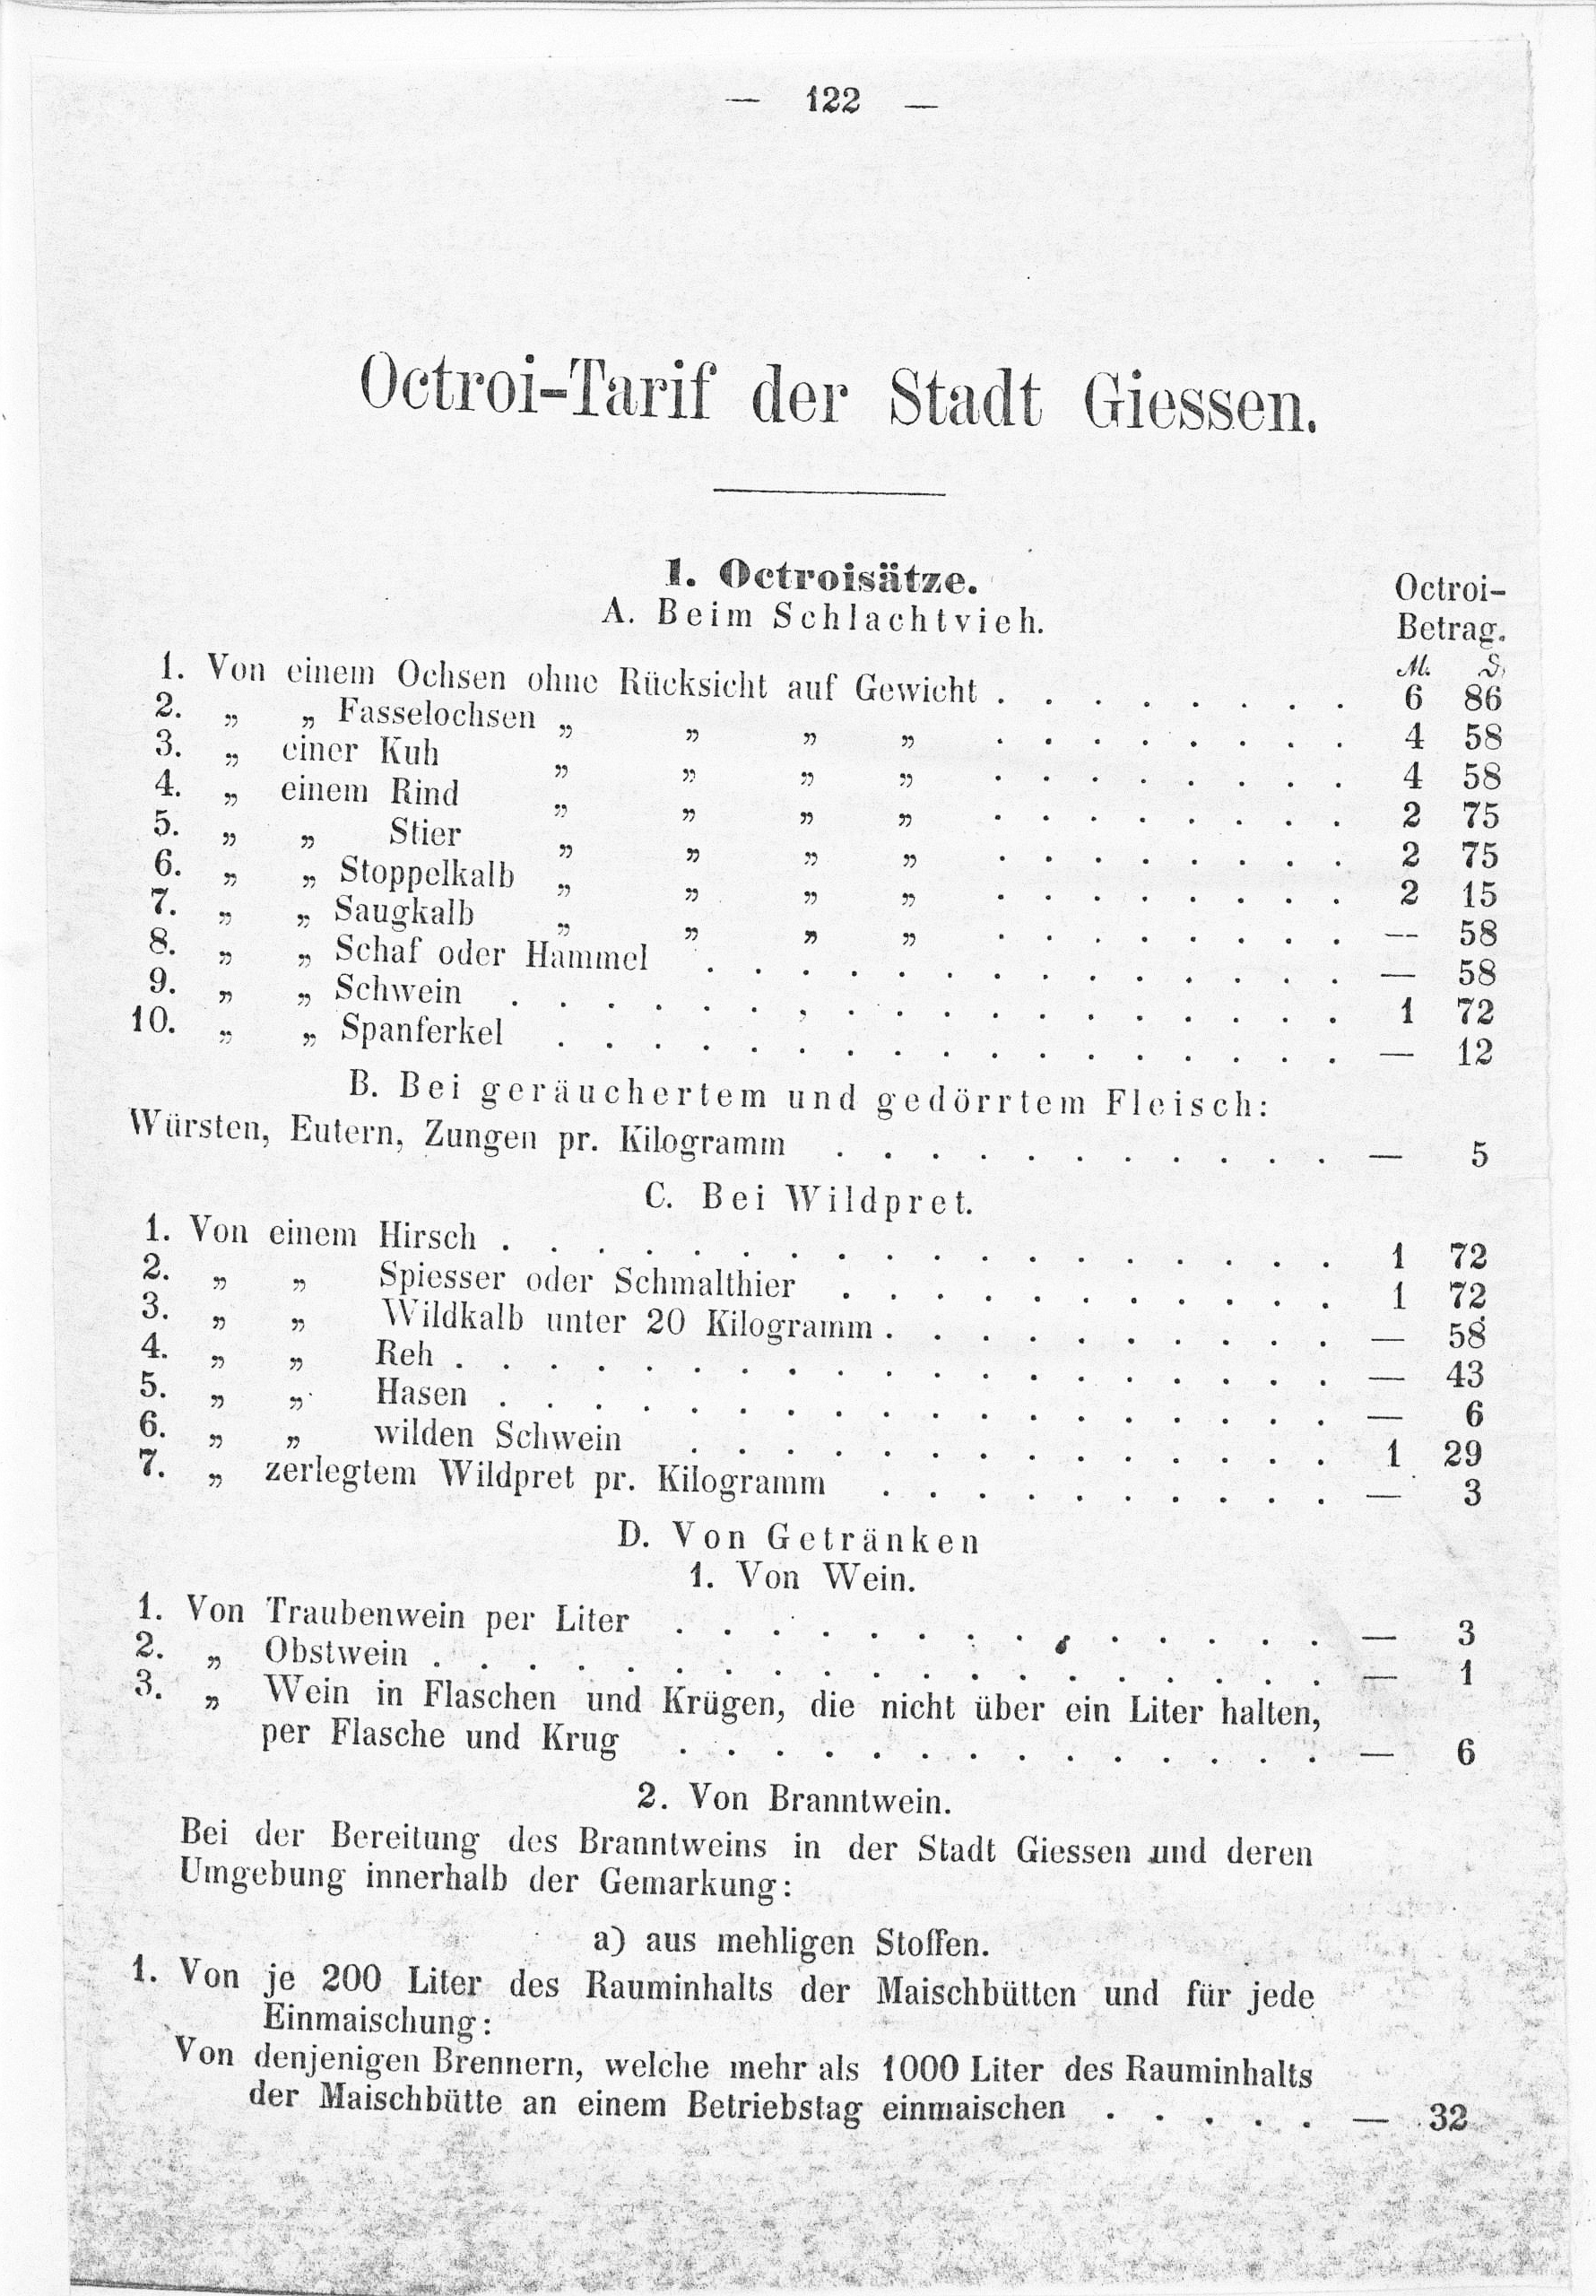 — 122 —
Octroi-Tarif der Stadt Giessen.
1. Octroisätze.
Octroi-
A. Beim Schlachtvieh.
Betrag.
M. ₰
1. Von einem Ochsen ohne Rücksicht auf Gewicht . . . . . . . . 6 86
2. „ „ Fasselochsen „ „ „ „ . . . . . . . . 4 58
3. „ einer Kuh „ „ „ „ . . . . . . . . 4 58
4. „ einem Rind „ „ „ „ . . . . . . . . 2 75
5. „ „ Stier „ „ „ „ . . . . . . . . 2 75
6. „ „ Stoppelkalb „ „ „ „ . . . . . . . . 2 15
7. „ „ Saugkalb „ „ „ „ . . . . . . . . — 58
8. „ „ Schaf oder Hammel . . . . . . . . . . . . . . — 58
9. „ „ Schwein . . . . . . . . . . . . . . . . . . 1 72
10. „ „ Spanferkel . . . . . . . . . . . . . . . . . — 12
B. Bei geräuchertem und gedörrtem Fleisch:
Würsten, Eutern, Zungen pr. Kilogramm . . . . . . . . . . . — 5
C. Bei Wildpret.
1. Von einem Hirsch . . . . . . . . . . . . . . . . . . 1 72
2. „ „ Spiesser oder Schmalthier . . . . . . . . . . . 1 72
3. „ „ Wildkalb unter 20 Kilogramm . . . . . . . . . . — 58
4. „ „ Reh . . . . . . . . . . . . . . . . . . . — 43
5. „ „ Hasen . . . . . . . . . . . . . . . . . . — 6
6. „ „ wilden Schwein . . . . . . . . . . . . . . 1 29
7. „ zerlegtem Wildpret pr. Kilogramm . . . . . . . . . . — 3
D. Von Getränken
1. Von Wein.
1. Von Traubenwein per Liter . . . . . . . . . . . . . . — 3
2. „ Obstwein . . . . . . . . . . . . . . . . . . . — 1
3. „ Wein in Flaschen und Krügen, die nicht über ein Liter halten,
per Flasche und Krug . . . . . . . . . . . . . . — 6
2. Von Branntwein.
Bei der Bereitung des Branntweins in der Stadt Giessen und deren
Umgebung innerhalb der Gemarkung:
a) aus mehligen Stoffen.
1. Von je 200 Liter des Rauminhalts der Maischbütten und für jede
Einmaischung:
Von denjenigen Brennern, welche mehr als 1000 Liter des Rauminhalts
der Maischbütte an einem Betriebstag einmaischen . . . . . — 32